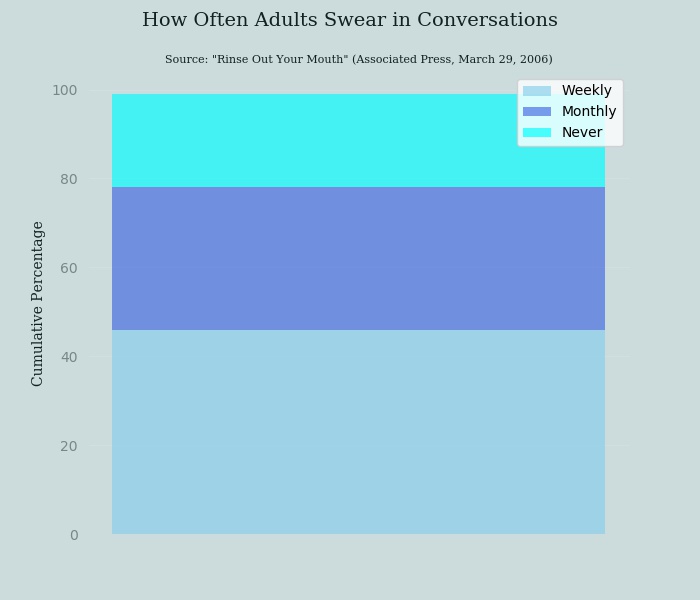 How Often Adults Swear in Conversations
Source: "Rinse Out Your Mouth" (Associated Press, March 29, 2006)
100
80
60
40
20
0
Cumulative Percentage
Weekly
Monthly
Never